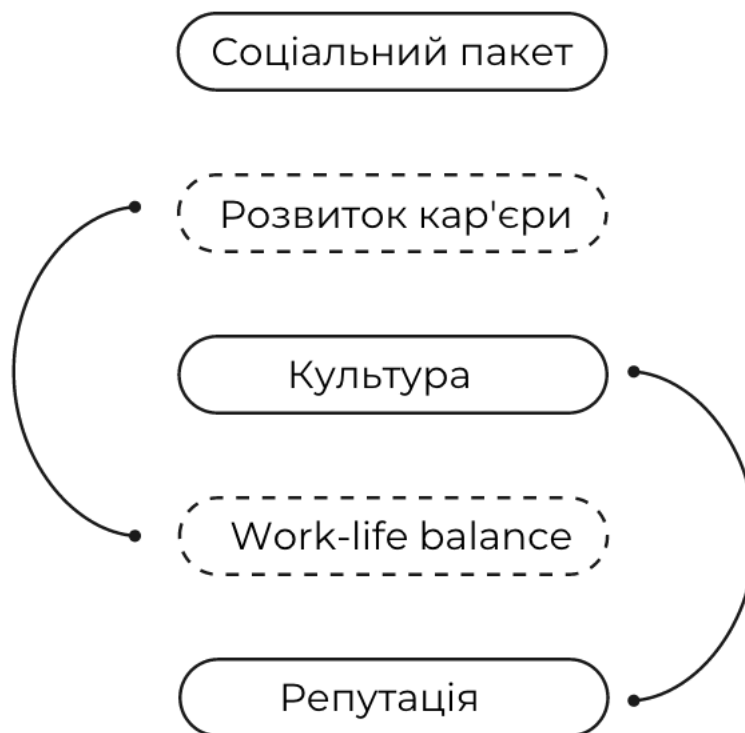 Соціальний пакет
Розвиток кар'єри
Культура
Work-life balance
Репутація